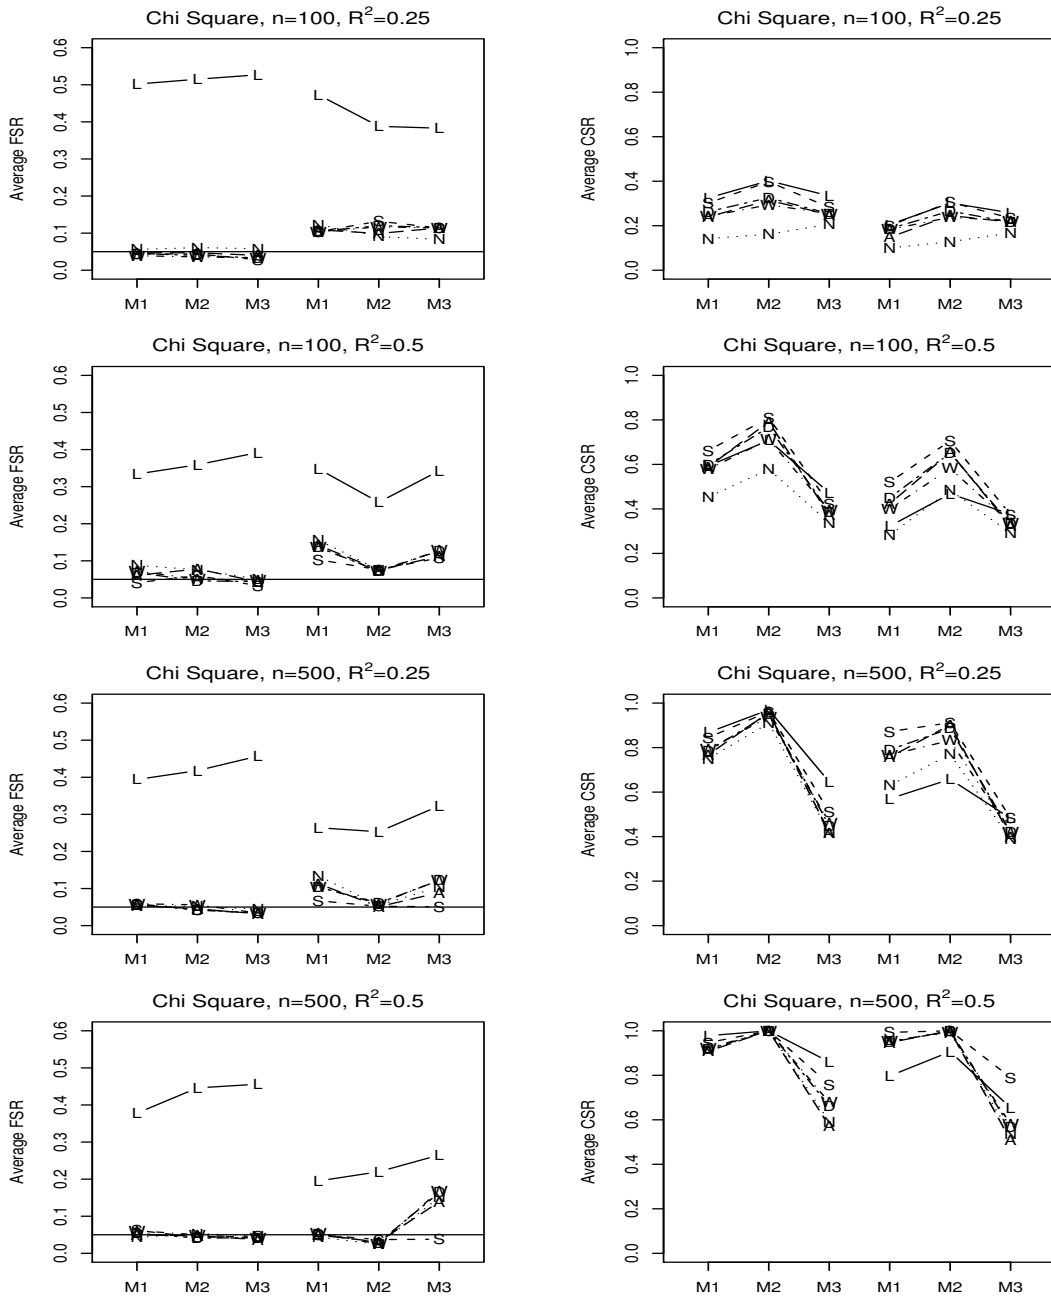 Chi Square, n=100, R²=0.25
Average FSR
0.6
0.5
0.4
0.3
0.2
0.1
0.0
L L L L L L
M1 M2 M3 M1 M2 M3
Chi Square, n=100, R²=0.25
Average CSR
1.0
0.8
0.6
0.4
0.2
0.0
M1 M2 M3 M1 M2 M3
Chi Square, n=100, R²=0.5
Average FSR
0.6
0.5
0.4
0.3
0.2
0.1
0.0
L L L L L L
M1 M2 M3 M1 M2 M3
Chi Square, n=100, R²=0.5
Average CSR
1.0
0.8
0.6
0.4
0.2
0.0
M1 M2 M3 M1 M2 M3
Chi Square, n=500, R²=0.25
Average FSR
0.6
0.5
0.4
0.3
0.2
0.1
0.0
L L L L L L
M1 M2 M3 M1 M2 M3
Chi Square, n=500, R²=0.25
Average CSR
1.0
0.8
0.6
0.4
0.2
0.0
M1 M2 M3 M1 M2 M3
Chi Square, n=500, R²=0.5
Average FSR
0.6
0.5
0.4
0.3
0.2
0.1
0.0
L L L L L L
M1 M2 M3 M1 M2 M3
Chi Square, n=500, R²=0.5
Average CSR
1.0
0.8
0.6
0.4
0.2
0.0
M1 M2 M3 M1 M2 M3